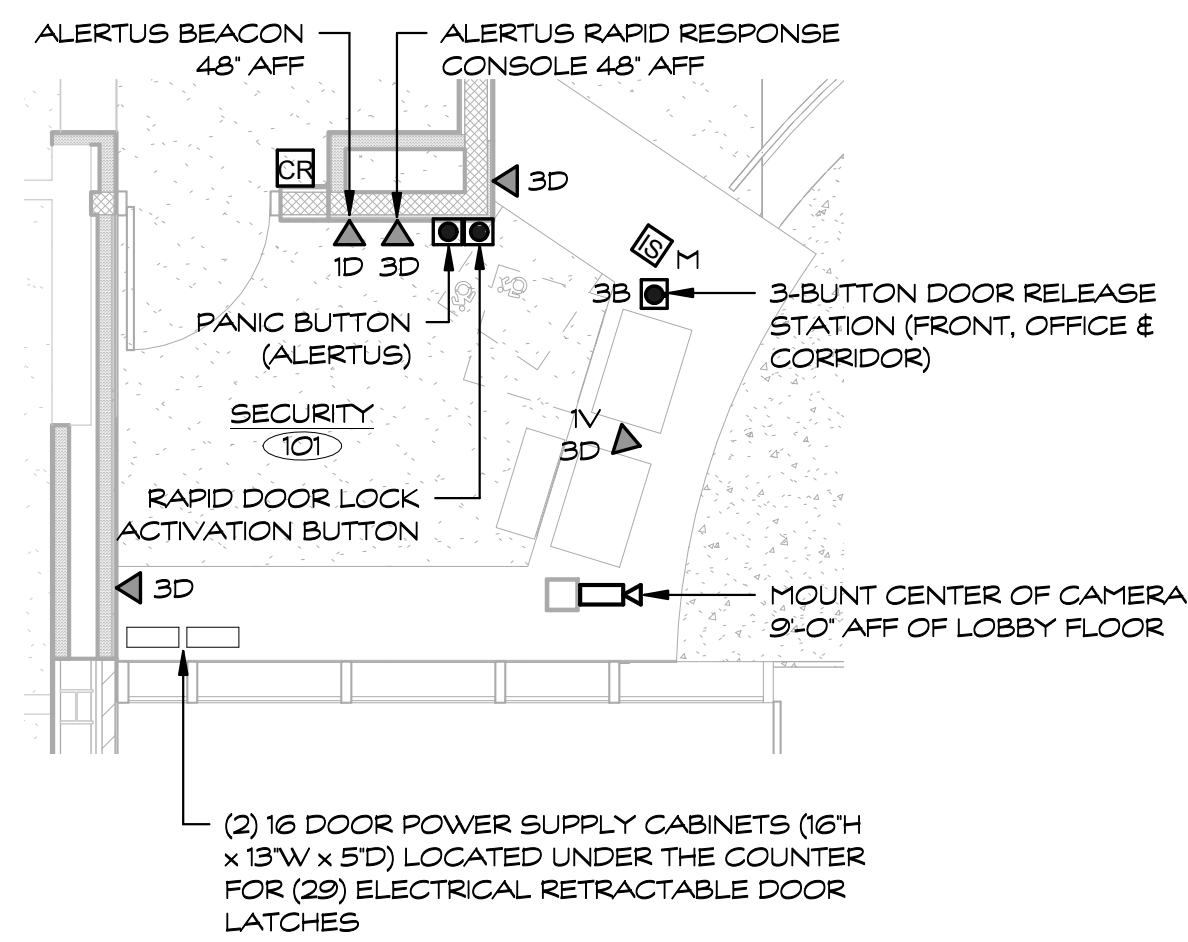 ALERTUS BEACON
48" AFF
ALERTUS RAPID RESPONSE
CONSOLE 48" AFF
CR
3D
1D
3D
IS
M
3B
3-BUTTON DOOR RELEASE
STATION (FRONT, OFFICE &
CORRIDOR)
PANIC BUTTON
(ALERTUS)
SECURITY
101
1V
3D
RAPID DOOR LOCK
ACTIVATION BUTTON
3D
MOUNT CENTER OF CAMERA
9'-0" AFF OF LOBBY FLOOR
(2) 16 DOOR POWER SUPPLY CABINETS (16"H
x 13"W x 5"D) LOCATED UNDER THE COUNTER
FOR (29) ELECTRICAL RETRACTABLE DOOR
LATCHES